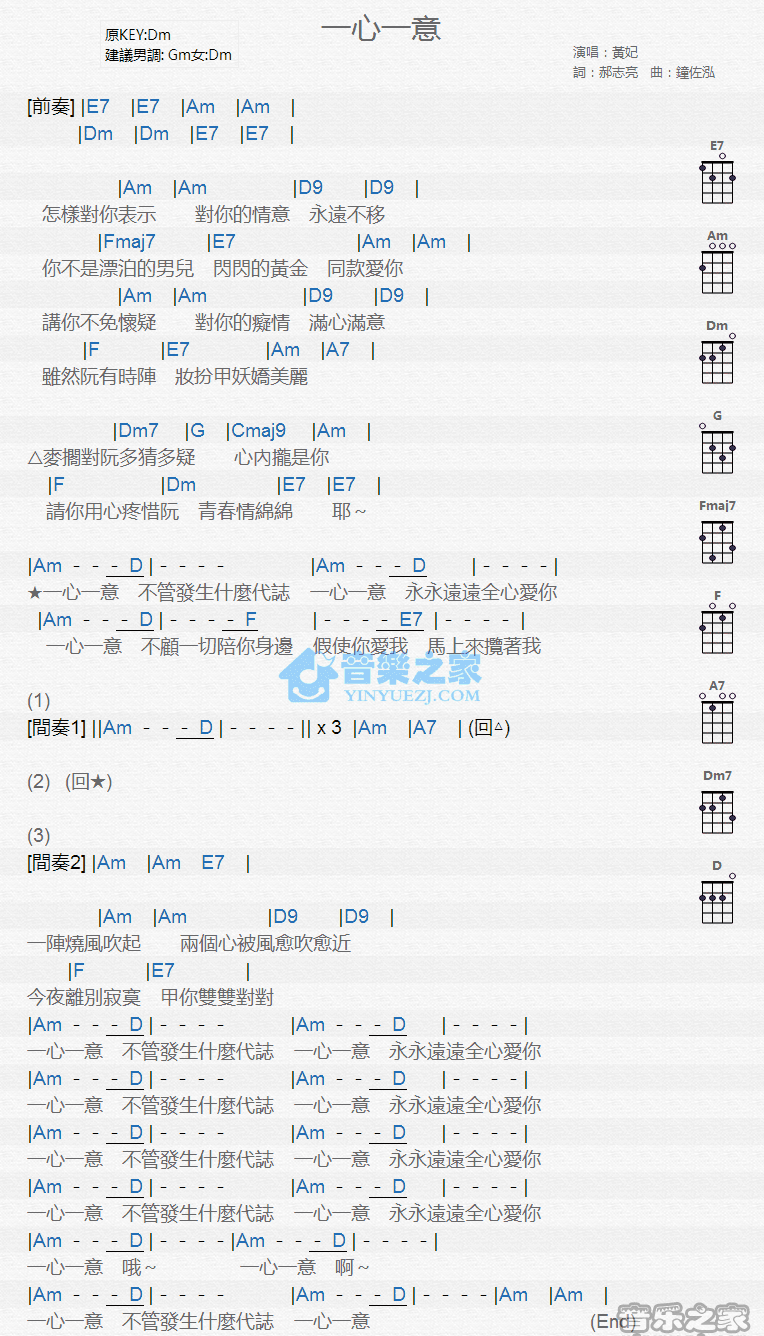 一心一意
原KEY:Dm
建議男調: Gm女:Dm
演唱：黃妃
詞：郝志亮 曲：鐘佐泓
[前奏] |E7 |E7 |Am |Am |
|Dm |Dm |E7 |E7 |
|Am |Am |D9 |D9 |
怎樣對你表示 對你的情意 永遠不移
|Fmaj7 |E7 |Am |Am |
你不是漂泊的男兒 閃閃的黃金 同款愛你
|Am |Am |D9 |D9 |
講你不免懷疑 對你的癡情 滿心滿意
|F |E7 |Am |A7 |
雖然阮有時陣 妝扮甲妖嬌美麗
|Dm7 |G |Cmaj9 |Am |
△麥擱對阮多猜多疑 心內攏是你
|F |Dm |E7 |E7 |
請你用心疼惜阮 青春情綿綿 耶～
|Am - - - D | - - - - |Am - - - D | - - - - |
★一心一意 不管發生什麼代誌 一心一意 永永遠遠全心愛你
|Am - - - D | - - - - F | - - - - E7 | - - - - |
一心一意 不顧一切陪你身邊 假使你愛我 馬上來攬著我
(1)
[間奏1] ||Am - - - D | - - - - || x 3 |Am |A7 | (回△)
(2) (回★)
(3)
[間奏2] |Am |Am E7 |
|Am |Am |D9 |D9 |
一陣燒風吹起 兩個心被風愈吹愈近
|F |E7 |
今夜離別寂寞 甲你雙雙對對
|Am - - - D | - - - - |Am - - - D | - - - - |
一心一意 不管發生什麼代誌 一心一意 永永遠遠全心愛你
|Am - - - D | - - - - |Am - - - D | - - - - |
一心一意 不管發生什麼代誌 一心一意 永永遠遠全心愛你
|Am - - - D | - - - - |Am - - - D | - - - - |
一心一意 不管發生什麼代誌 一心一意 永永遠遠全心愛你
|Am - - - D | - - - - |Am - - - D | - - - - |
一心一意 不管發生什麼代誌 一心一意 永永遠遠全心愛你
|Am - - - D | - - - - |Am - - - D | - - - - |
一心一意 哦～ 一心一意 啊～
|Am - - - D | - - - - |Am - - - D | - - - - |Am |Am |
一心一意 不管發生什麼代誌 一心一意 (End)
E7
Am
Dm
G
Fmaj7
F
A7
Dm7
D
音樂之家
YINYUEZJ.COM
音乐之家